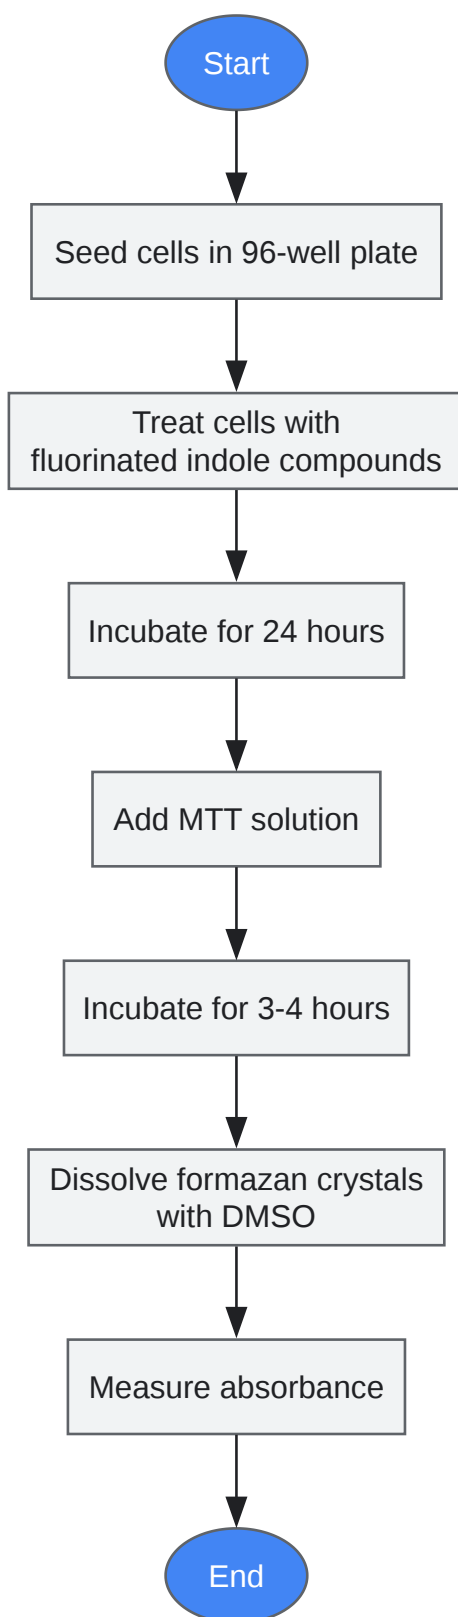 Start
Seed cells in 96-well plate
Treat cells with
fluorinated indole compounds
Incubate for 24 hours
Add MTT solution
Incubate for 3-4 hours
Dissolve formazan crystals
with DMSO
Measure absorbance
End